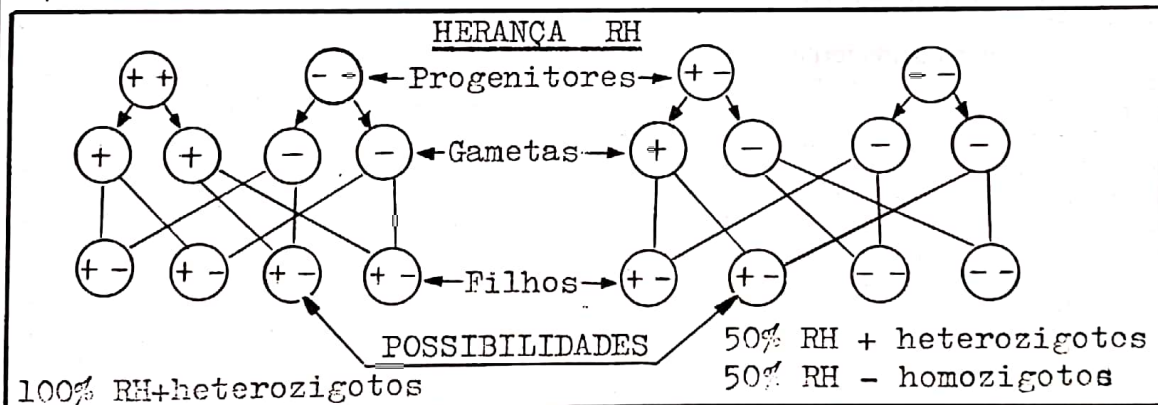 HERANÇA RH
++ -- ←Progenitores→ +- --
+ + - - ←Gametas→ + - - -
+- +- +- +- ←Filhos→ +- +- -- --
POSSIBILIDADES
50% RH + heterozigotos
100% RH+heterozigotos
50% RH - homozigotos